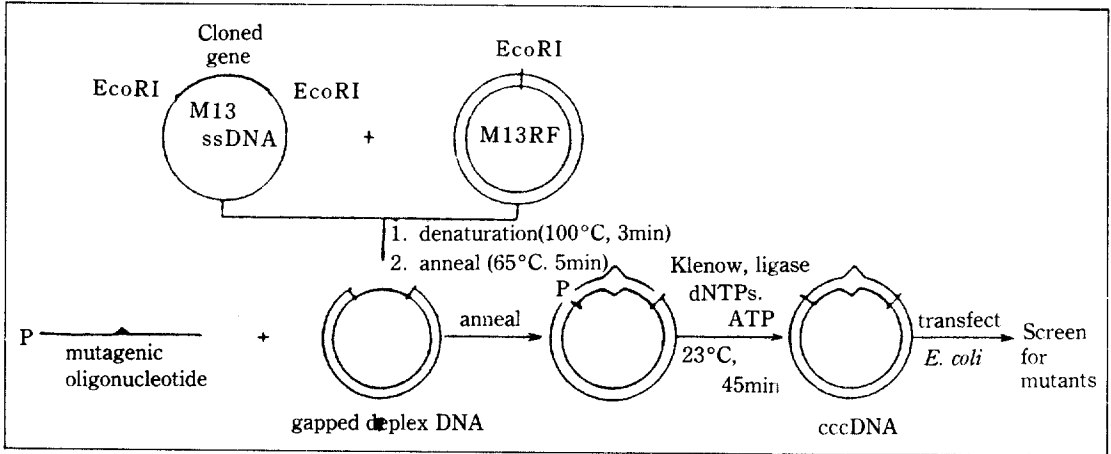 Cloned
gene
EcoRI
EcoRI
M13
ssDNA
+
EcoRI
M13RF
1. denaturation(100°C, 3min)
2. anneal (65°C. 5min)
P
mutagenic
oligonucleotide
+
gapped deplex DNA
anneal
P
Klenow, ligase
dNTPs.
ATP
23°C,
45min
cccDNA
transfect
E. coli
Screen
for
mutants